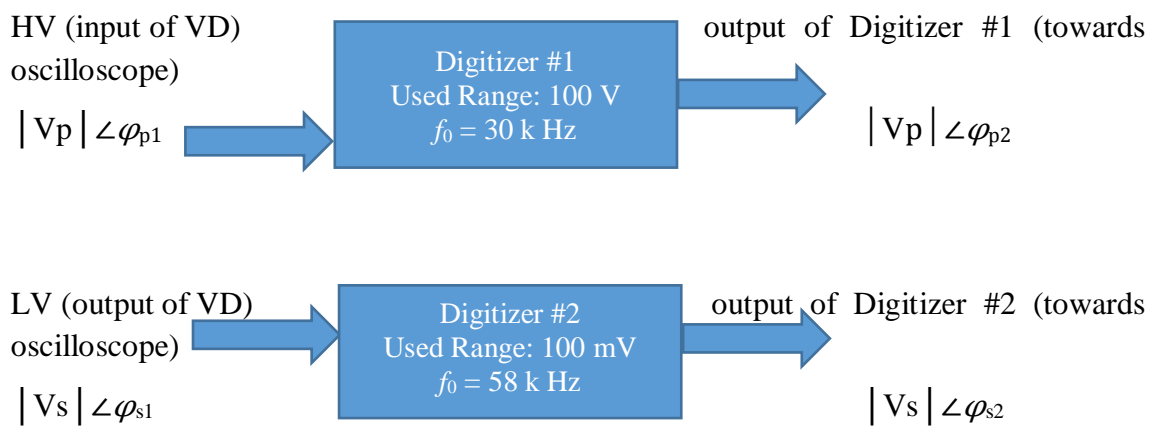 HV (input of VD)
oscilloscope)
|Vp|∠φp1
Digitizer #1
Used Range: 100 V
f0 = 30 k Hz
output of Digitizer #1 (towards
|Vp|∠φp2
LV (output of VD)
oscilloscope)
|Vs|∠φs1
Digitizer #2
Used Range: 100 mV
f0 = 58 k Hz
output of Digitizer #2 (towards
|Vs|∠φs2